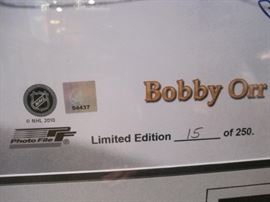 Bobby Orr
54437
© NHL 2010
Photo File
Limited Edition 15 of 250.